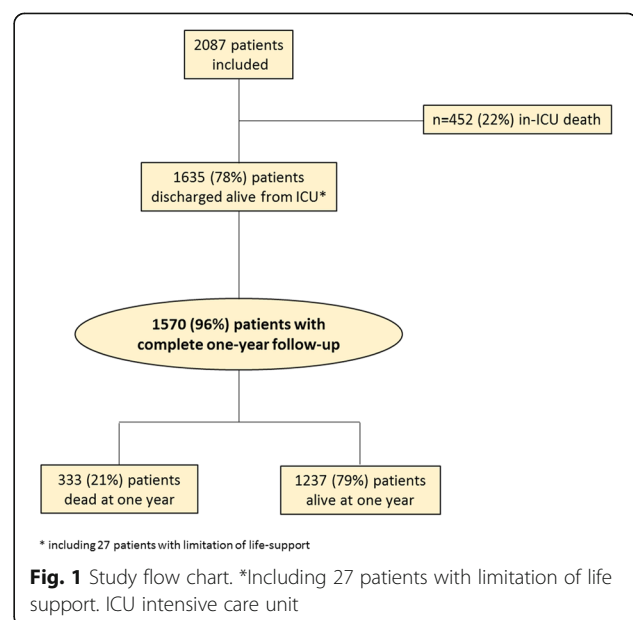 2087 patients
included
n=452 (22%) in-ICU death
1635 (78%) patients
discharged alive from ICU*
1570 (96%) patients with
complete one-year follow-up
333 (21%) patients
dead at one year
1237 (79%) patients
alive at one year
* including 27 patients with limitation of life-support
Fig. 1 Study flow chart. *Including 27 patients with limitation of life
support. ICU intensive care unit